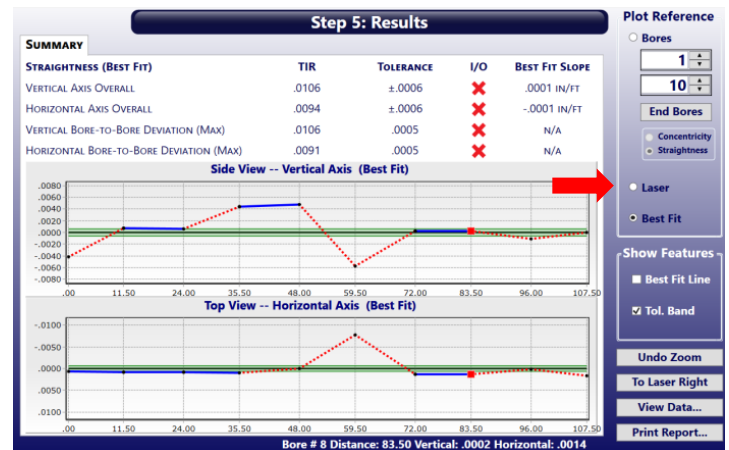 Step 5: Results
SUMMARY
STRAIGHTNESS (BEST FIT) TIR TOLERANCE I/O BEST FIT SLOPE
VERTICAL AXIS OVERALL .0106 ±.0006 .0001 IN/FT
HORIZONTAL AXIS OVERALL .0094 ±.0006 -.0001 IN/FT
VERTICAL BORE-TO-BORE DEVIATION (MAX) .0106 .0005 N/A
HORIZONTAL BORE-TO-BORE DEVIATION (MAX) .0091 .0005 N/A
Side View -- Vertical Axis (Best Fit)
.0080
.0060
.0040
.0020
.0000
-.0020
-.0040
-.0060
-.0080
.00 11.50 24.00 35.50 48.00 59.50 72.00 83.50 96.00 107.50
Top View -- Horizontal Axis (Best Fit)
-.0100
-.0050
.0000
.0050
.0100
.00 11.50 24.00 35.50 48.00 59.50 72.00 83.50 96.00 107.50
Bore # 8 Distance: 83.50 Vertical: .0002 Horizontal: .0014
Plot Reference
Bores
1
10
End Bores
Concentricity
Straightness
Laser
Best Fit
Show Features
Best Fit Line
Tol. Band
Undo Zoom
To Laser Right
View Data...
Print Report...